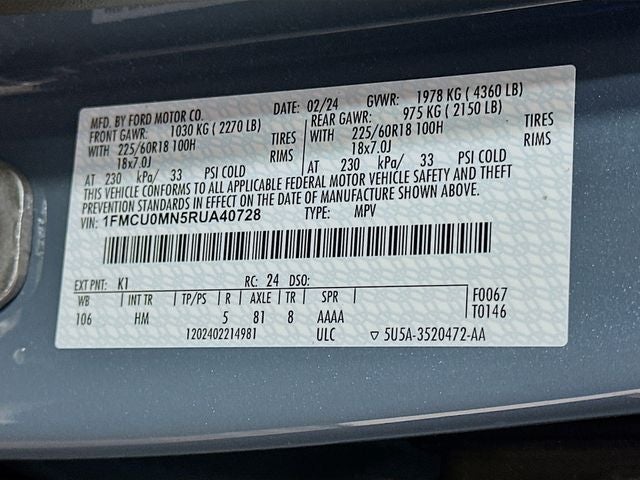 MFD. BY FORD MOTOR CO. DATE: 02/24 GVWR: 1978 KG ( 4360 LB)
FRONT GAWR: 1030 KG ( 2270 LB) REAR GAWR: 975 KG ( 2150 LB)
WITH 225/60R18 100H TIRES WITH 225/60R18 100H TIRES
18x7.0J RIMS 18x7.0J RIMS
AT 230 kPa/ 33 PSI COLD AT 230 kPa/ 33 PSI COLD
THIS VEHICLE CONFORMS TO ALL APPLICABLE FEDERAL MOTOR VEHICLE SAFETY AND THEFT
PREVENTION STANDARDS IN EFFECT ON THE DATE OF MANUFACTURE SHOWN ABOVE.
VIN: 1FMCU0MN5RUA40728 TYPE: MPV
EXT PNT: K1 RC: 24 DSO:
WB | INT TR | TP/PS | R | AXLE | TR | SPR F0067
106 HM 5 81 8 AAAA T0146
1202402214981 ULC ▽ 5U5A-3520472-AA